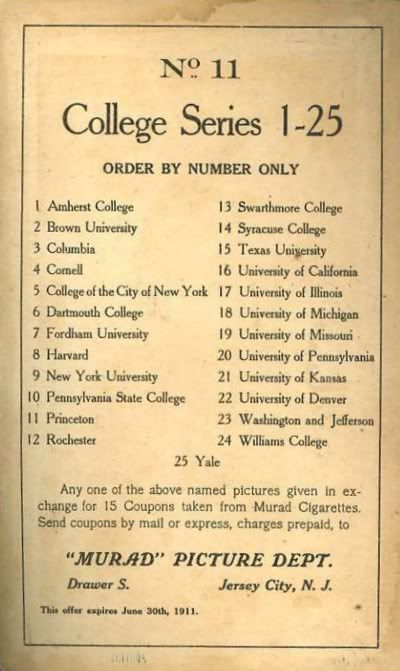 Nº 11
College Series 1-25
ORDER BY NUMBER ONLY
1 Amherst College
2 Brown University
3 Columbia
4 Cornell
5 College of the City of New York
6 Dartmouth College
7 Fordham University
8 Harvard
9 New York University
10 Pennsylvania State College
11 Princeton
12 Rochester
13 Swarthmore College
14 Syracuse College
15 Texas University
16 University of California
17 University of Illinois
18 University of Michigan
19 University of Missouri
20 University of Pennsylvania
21 University of Kansas
22 University of Denver
23 Washington and Jefferson
24 Williams College
25 Yale
Any one of the above named pictures given in ex-
change for 15 Coupons taken from Murad Cigarettes.
Send coupons by mail or express, charges prepaid, to
"MURAD" PICTURE DEPT.
Drawer S. Jersey City, N. J.
This offer expires June 30th, 1911.